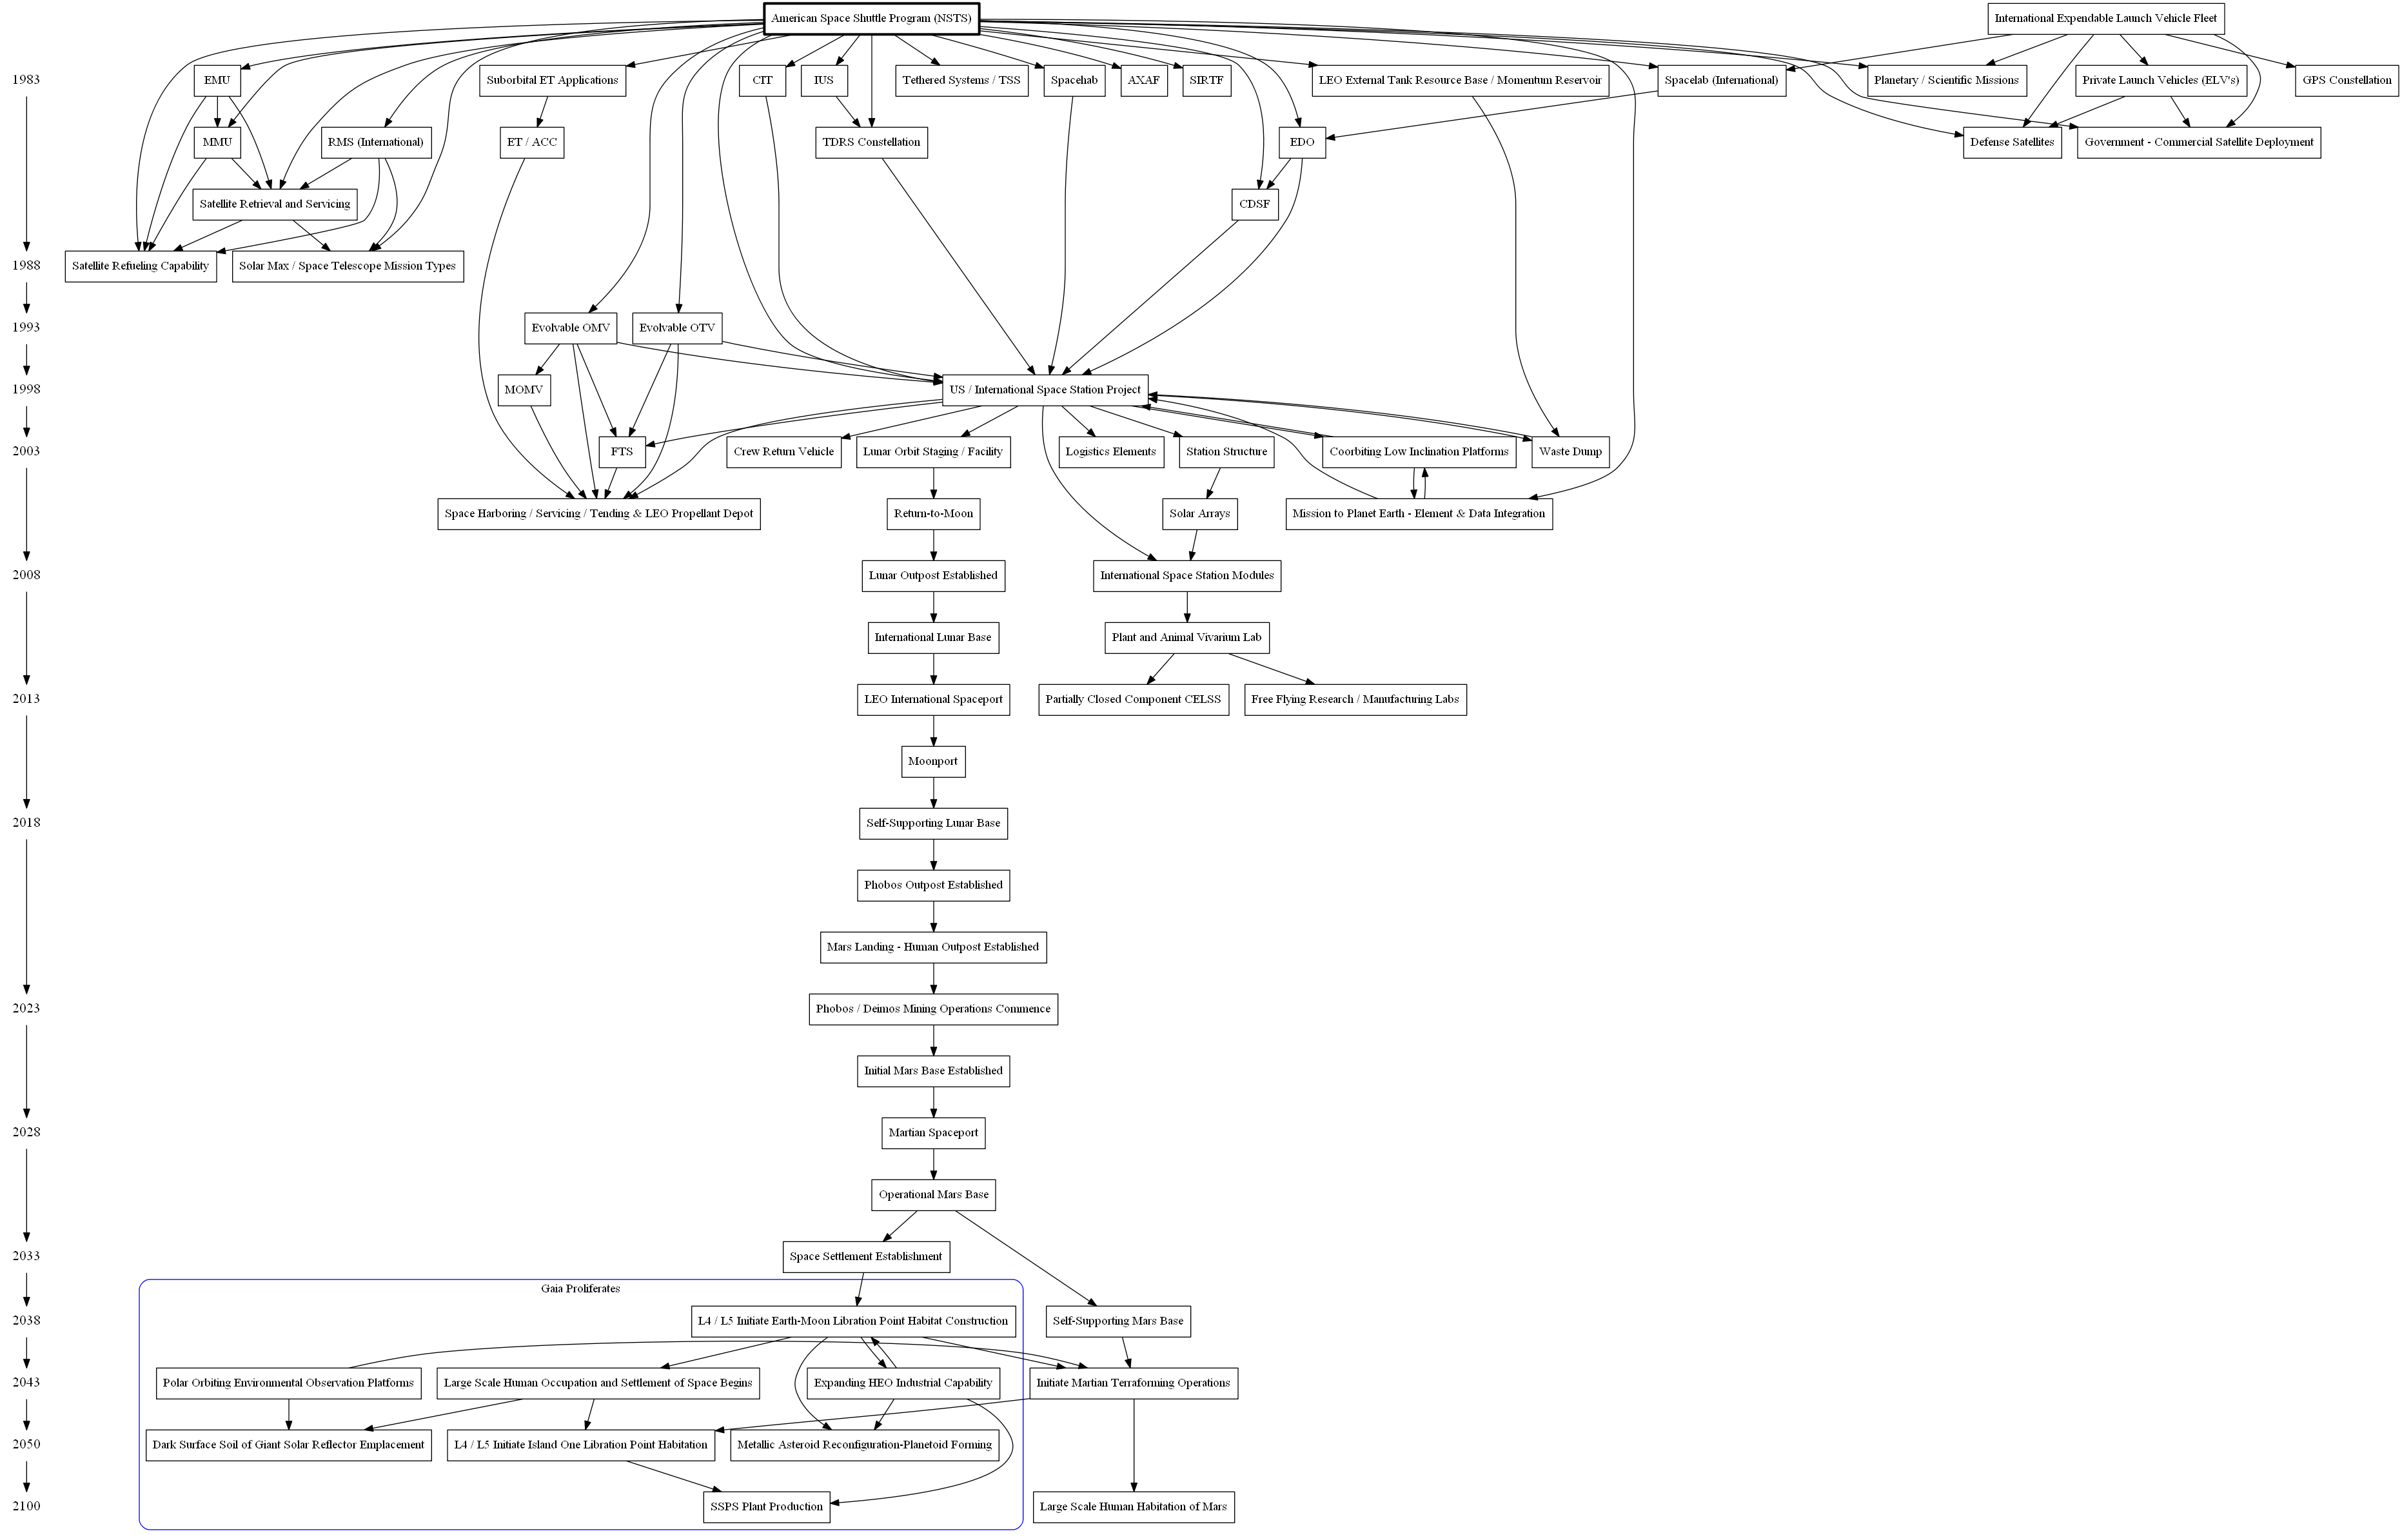 American Space Shuttle Program (NSTS)
International Expendable Launch Vehicle Fleet
1983
EMU
Suborbital ET Applications
CIT
IUS
Tethered Systems / TSS
Spacehab
AXAF
SIRTF
LEO External Tank Resource Base / Momentum Reservoir
Spacelab (International)
Planetary / Scientific Missions
Private Launch Vehicles (ELV's)
GPS Constellation
MMU
RMS (International)
ET / ACC
TDRS Constellation
EDO
Defense Satellites
Government - Commercial Satellite Deployment
Satellite Retrieval and Servicing
CDSF
1988
Satellite Refueling Capability
Solar Max / Space Telescope Mission Types
1993
Evolvable OMV
Evolvable OTV
1998
MOMV
US / International Space Station Project
2003
FTS
Crew Return Vehicle
Lunar Orbit Staging / Facility
Logistics Elements
Station Structure
Coorbiting Low Inclination Platforms
Waste Dump
Space Harboring / Servicing / Tending & LEO Propellant Depot
Return-to-Moon
Solar Arrays
Mission to Planet Earth - Element & Data Integration
2008
Lunar Outpost Established
International Space Station Modules
International Lunar Base
Plant and Animal Vivarium Lab
2013
LEO International Spaceport
Partially Closed Component CELSS
Free Flying Research / Manufacturing Labs
Moonport
2018
Self-Supporting Lunar Base
Phobos Outpost Established
Mars Landing - Human Outpost Established
2023
Phobos / Deimos Mining Operations Commence
Initial Mars Base Established
2028
Martian Spaceport
Operational Mars Base
2033
Space Settlement Establishment
Gaia Proliferates
2038
L4 / L5 Initiate Earth-Moon Libration Point Habitat Construction
Self-Supporting Mars Base
2043
Polar Orbiting Environmental Observation Platforms
Large Scale Human Occupation and Settlement of Space Begins
Expanding HEO Industrial Capability
Initiate Martian Terraforming Operations
2050
Dark Surface Soil of Giant Solar Reflector Emplacement
L4 / L5 Initiate Island One Libration Point Habitation
Metallic Asteroid Reconfiguration-Planetoid Forming
2100
SSPS Plant Production
Large Scale Human Habitation of Mars